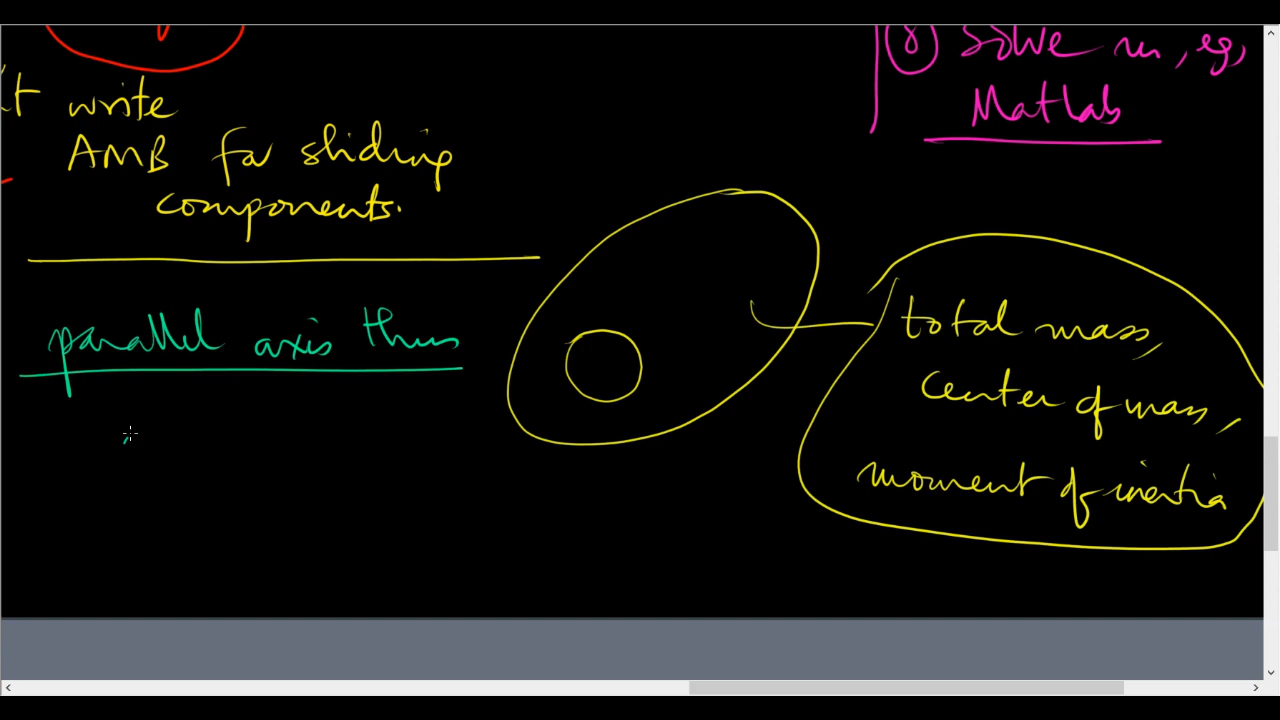 write
AMB for sliding
components.
parallel axis thm
⑧ Solve in, eg,
Matlab
total mass,
center of mass,
moment of inertia